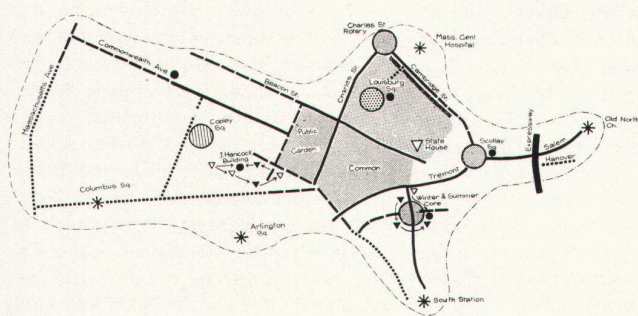 Charles St
Rotary
Mass. Genl
Hospital
Commonwealth Ave
Massachusetts Ave
Beacon St
Charles St
Cambridge St
Louisburg
Sq
Copley
Sq
Public
Garden
State
House
Scolley
Sq
Expressway
Salem
Hanover
Old North
Ch.
J. Hancock
Building
Common
Tremont
Columbus Sq
Winter & Summer
Core
Arlington
Sq
South Station